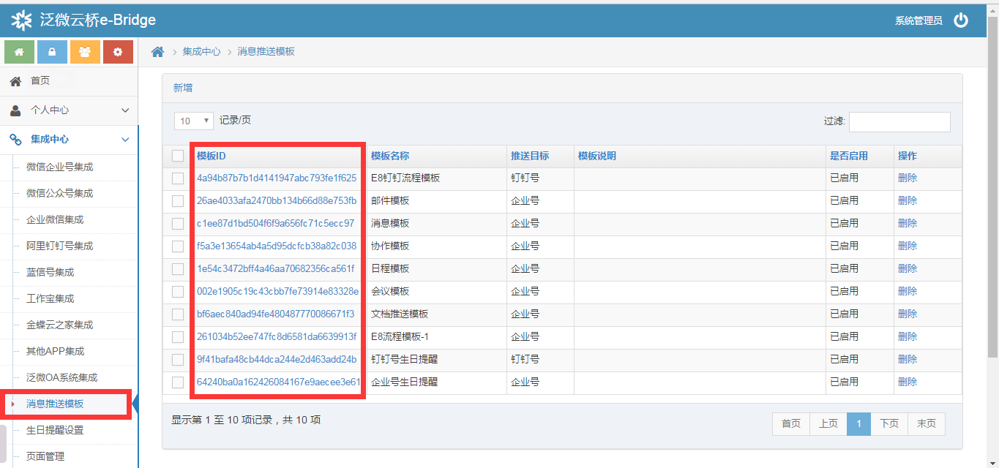 泛微云桥e-Bridge
系统管理员
集成中心 消息推送模板
首页
个人中心
集成中心
微信企业号集成
微信公众号集成
企业微信集成
阿里钉钉号集成
蓝信号集成
工作宝集成
金蝶云之家集成
其他APP集成
泛微OA系统集成
消息推送模板
生日提醒设置
页面管理
新增
10 记录/页 过滤:
模板ID 模板名称 推送目标 模板说明 是否启用 操作
4a94b87b7b1d4141947abc793fe1f625 E8钉钉流程模板 钉钉号 已启用 删除
26ae4033afa2470bb134b66d88e753fb 邮件模板 企业号 已启用 删除
c1ee87d1bd504f6f9a656fc71c5ecc97 消息模板 企业号 已启用 删除
f5a3e13654ab4a5d95dcfcb38a82c038 协作模板 企业号 已启用 删除
1e54c3472bff4a46aa70682356ca561f 日程模板 企业号 已启用 删除
002e1905c19c43cbb7fe73914e83328e 会议模板 企业号 已启用 删除
bf6aec840ad94fe480487770086671f3 文档推送模板 企业号 已启用 删除
261034b52ee747fc8d6581da6639913f E8流程模板-1 企业号 已启用 删除
9f41bafa48cb44dca244e2d463add24b 钉钉号生日提醒 钉钉号 已启用 删除
64240ba0a162426084167e9aecee3e61 企业号生日提醒 企业号 已启用 删除
显示第 1 至 10 项记录，共 10 项
首页 上页 1 下页 末页